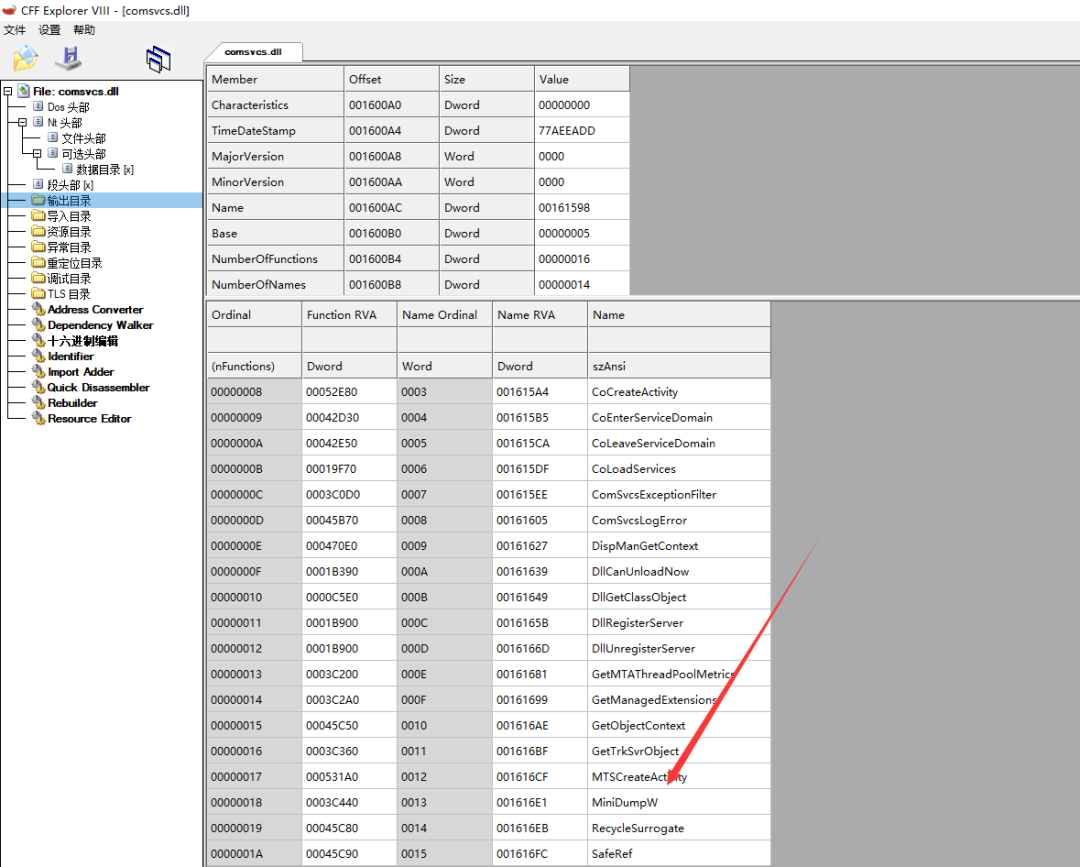 CFF Explorer VIII - [comsvcs.dll]
文件 设置 帮助
File: comsvcs.dll
Dos 头部
Nt 头部
文件头部
可选头部
数据目录 [x]
段头部 [x]
输出目录
导入目录
资源目录
异常目录
重定位目录
调试目录
TLS 目录
Address Converter
Dependency Walker
十六进制编辑
Identifier
Import Adder
Quick Disassembler
Rebuilder
Resource Editor
comsvcs.dll
Member Offset Size Value
Characteristics 001600A0 Dword 00000000
TimeDateStamp 001600A4 Dword 77AEEADD
MajorVersion 001600A8 Word 0000
MinorVersion 001600AA Word 0000
Name 001600AC Dword 00161598
Base 001600B0 Dword 00000005
NumberOfFunctions 001600B4 Dword 00000016
NumberOfNames 001600B8 Dword 00000014
Ordinal Function RVA Name Ordinal Name RVA Name
(nFunctions) Dword Word Dword szAnsi
00000008 00052E80 0003 001615A4 CoCreateActivity
00000009 00042D30 0004 001615B5 CoEnterServiceDomain
0000000A 00042E50 0005 001615CA CoLeaveServiceDomain
0000000B 00019F70 0006 001615DF CoLoadServices
0000000C 0003C0D0 0007 001615EE ComSvcsExceptionFilter
0000000D 00045B70 0008 00161605 ComSvcsLogError
0000000E 000470E0 0009 00161627 DispManGetContext
0000000F 0001B390 000A 00161639 DllCanUnloadNow
00000010 0000C5E0 000B 00161649 DllGetClassObject
00000011 0001B900 000C 0016165B DllRegisterServer
00000012 0001B900 000D 0016166D DllUnregisterServer
00000013 0003C200 000E 00161681 GetMTAThreadPoolMetrics
00000014 0003C2A0 000F 00161699 GetManagedExtensions
00000015 00045C50 0010 001616AE GetObjectContext
00000016 0003C360 0011 001616BF GetTrkSvrObject
00000017 000531A0 0012 001616CF MTSCreateActivity
00000018 0003C440 0013 001616E1 MiniDumpW
00000019 00045C80 0014 001616EB RecycleSurrogate
0000001A 00045C90 0015 001616FC SafeRef